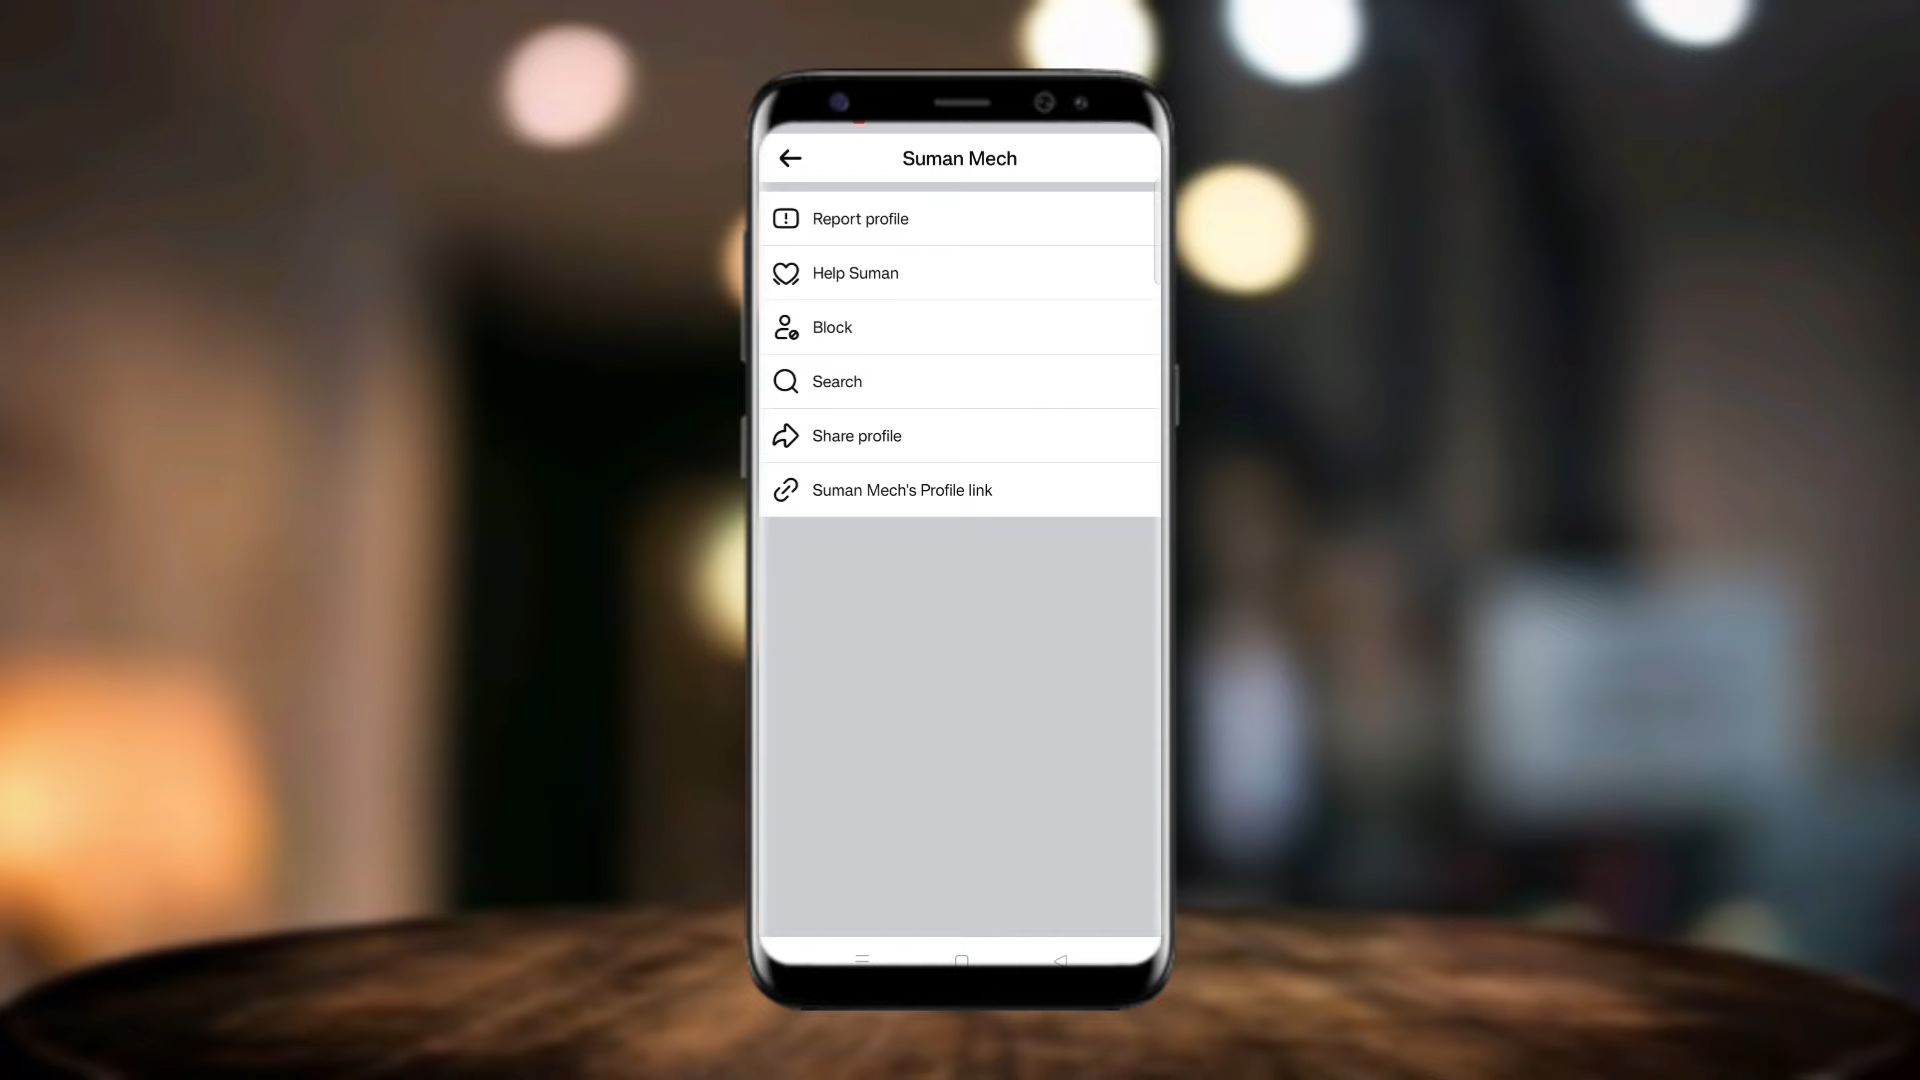 Suman Mech
Report profile
Help Suman
Block
Search
Share profile
Suman Mech's Profile link